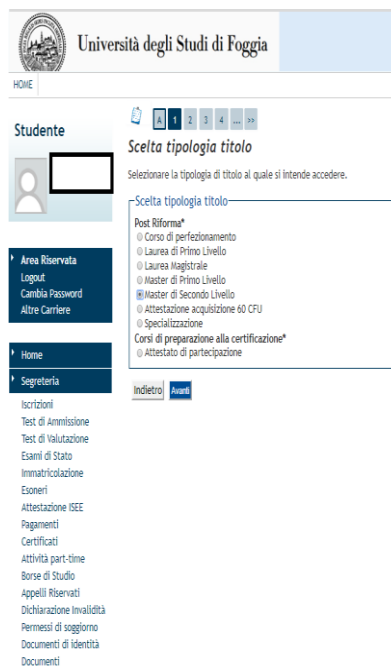 Università degli Studi di Foggia
HOME
Studente
Area Riservata
Logout
Cambia Password
Altre Carriere
Home
Segreteria
Iscrizioni
Test di Ammissione
Test di Valutazione
Esami di Stato
Immatricolazione
Esoneri
Attestazione ISEE
Pagamenti
Certificati
Attività part-time
Borse di Studio
Appelli Riservati
Dichiarazione Invalidità
Permessi di soggiorno
Documenti di identità
Documenti
A 1 2 3 4 ... >>
Scelta tipologia titolo
Selezionare la tipologia di titolo al quale si intende accedere.
Scelta tipologia titolo
Post Riforma*
Corso di perfezionamento
Laurea di Primo Livello
Laurea Magistrale
Master di Primo Livello
Master di Secondo Livello
Attestazione acquisizione 60 CFU
Specializzazione
Corsi di preparazione alla certificazione*
Attestato di partecipazione
Indietro Avanti